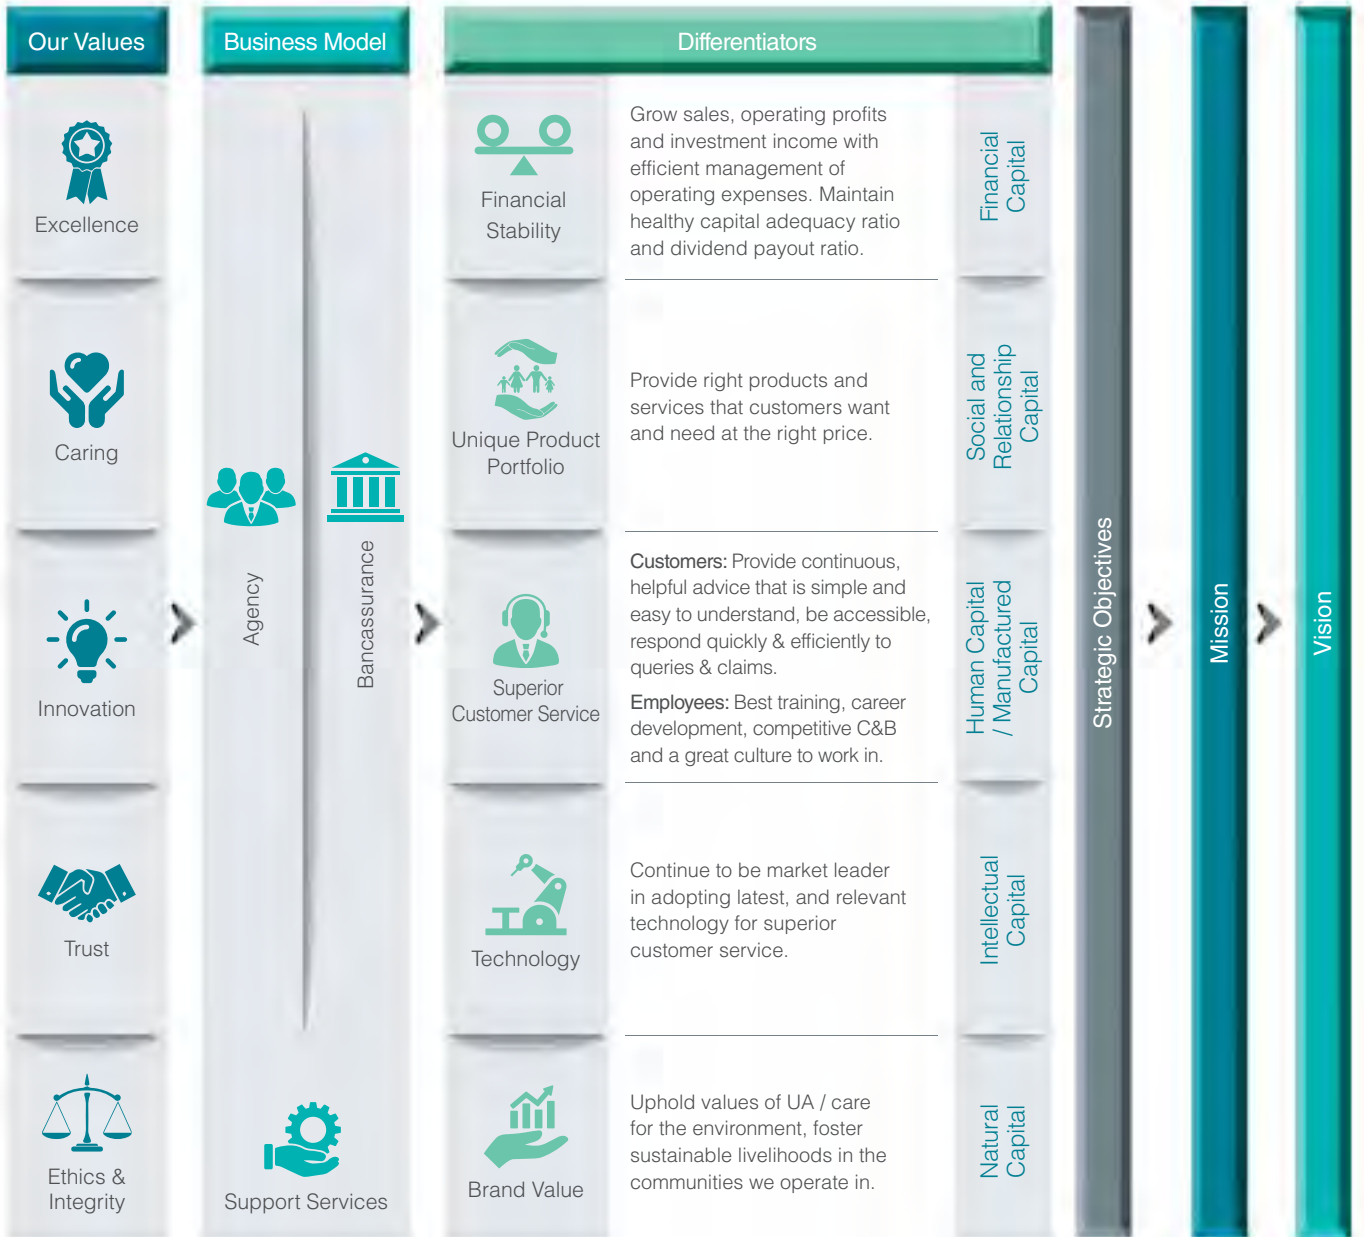 Our Values
Business Model
Differentiators
Excellence
Caring
Innovation
Trust
Ethics &
Integrity
Agency
Bancassurance
Support Services
Financial
Stability
Grow sales, operating profits
and investment income with
efficient management of
operating expenses. Maintain
healthy capital adequacy ratio
and dividend payout ratio.
Financial
Capital
Unique Product
Portfolio
Provide right products and
services that customers want
and need at the right price.
Social and
Relationship
Capital
Superior
Customer Service
Customers: Provide continuous,
helpful advice that is simple and
easy to understand, be accessible,
respond quickly & efficiently to
queries & claims.
Employees: Best training, career
development, competitive C&B
and a great culture to work in.
Human Capital
/ Manufactured
Capital
Technology
Continue to be market leader
in adopting latest, and relevant
technology for superior
customer service.
Intellectual
Capital
Brand Value
Uphold values of UA / care
for the environment, foster
sustainable livelihoods in the
communities we operate in.
Natural
Capital
Strategic Objectives
Mission
Vision